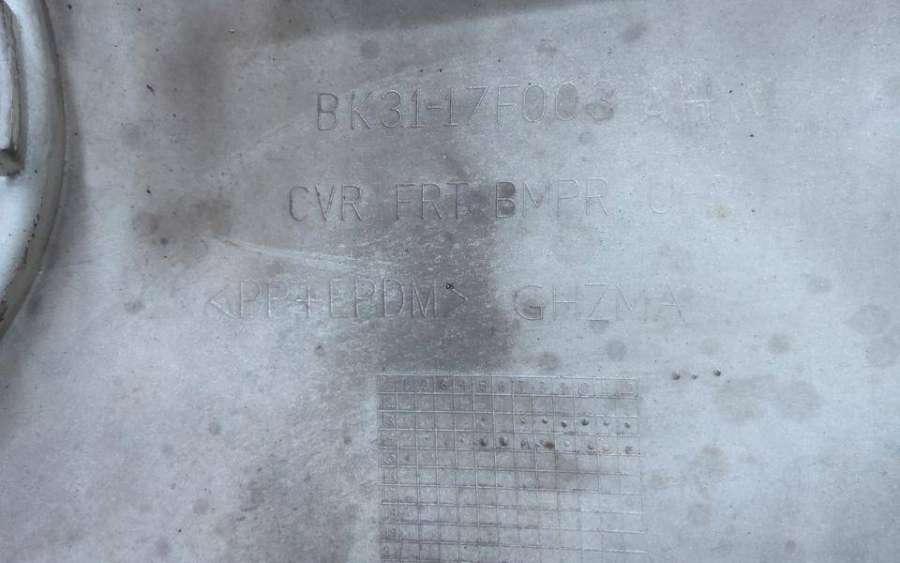 BK31-17F003
CVR FRT BMPR
<PP+EPDM> GHZMA